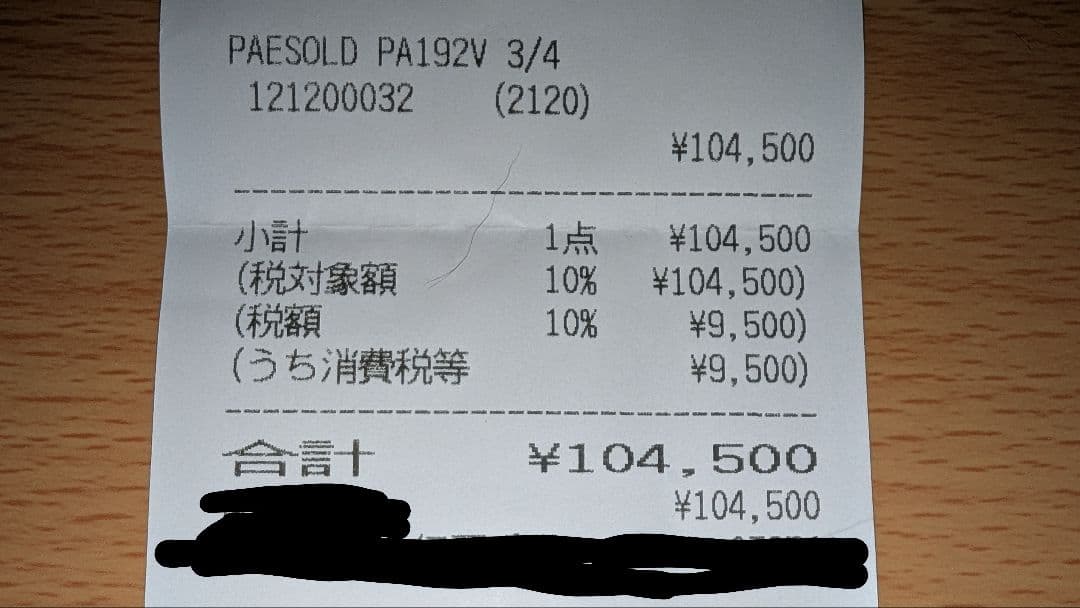 PAESOLD PA192V 3/4
121200032 (2120)
¥104,500
小計 1点 ¥104,500
(税対象額 10% ¥104,500)
(税額 10% ¥9,500)
(うち消費税等 ¥9,500)
合計 ¥104,500
¥104,500